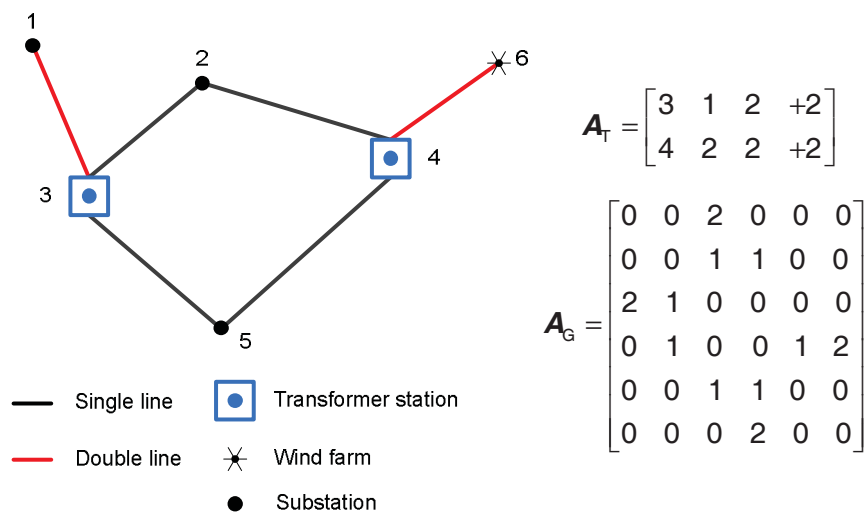 1
2
6
4
3
5
A_T = [3 1 2 +2
4 2 2 +2]
A_G = [0 0 2 0 0 0
0 0 1 1 0 0
2 1 0 0 0 0
0 1 0 0 1 2
0 0 1 1 0 0
0 0 0 2 0 0]
Single line
Transformer station
Double line
Wind farm
Substation